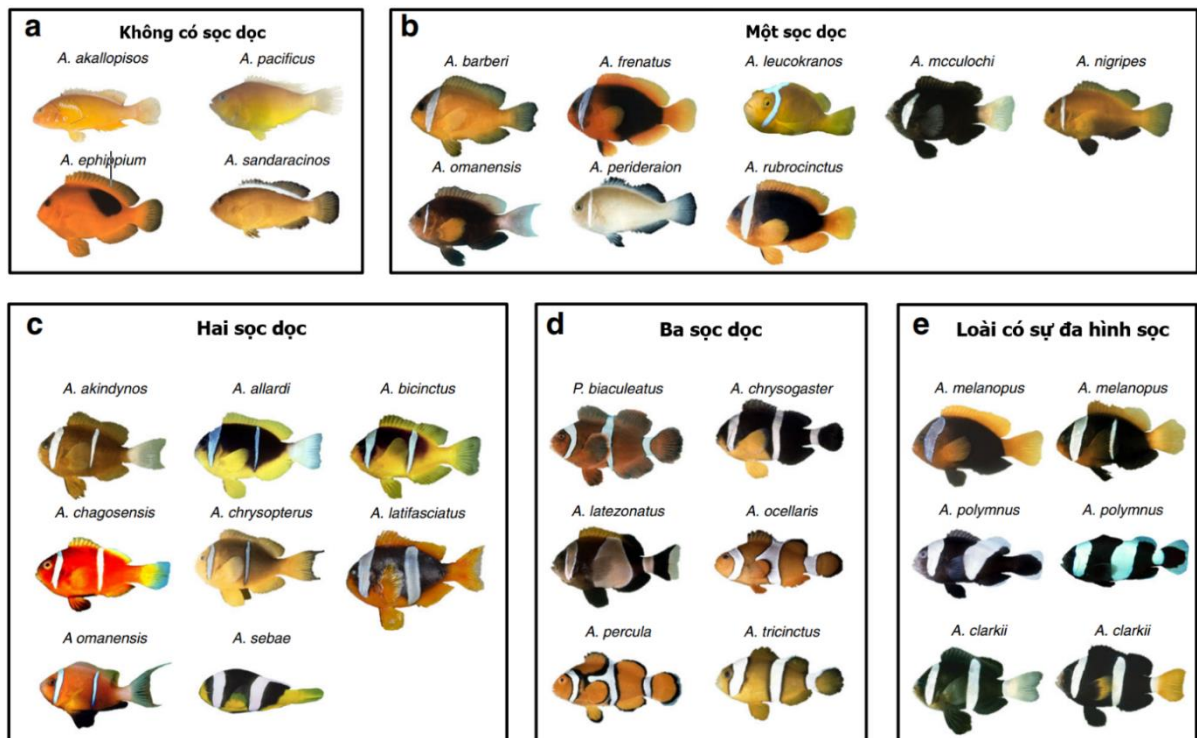 a
Không có sọc dọc
A. akallopisos A. pacificus
A. ephippium A. sandaracinos
b
Một sọc dọc
A. barberi A. frenatus A. leucokranos A. mcculochi A. nigripes
A. omanensis A. perideraion A. rubrocinctus
c
Hai sọc dọc
A. akindynos A. allardi A. bicinctus
A. chagosensis A. chrysopterus A. latifasciatus
A omanensis A. sebae
d
Ba sọc dọc
P. biaculeatus A. chrysogaster
A. latezonatus A. ocellaris
A. percula A. tricinctus
e
Loài có sự đa hình sọc
A. melanopus A. melanopus
A. polymnus A. polymnus
A. clarkii A. clarkii